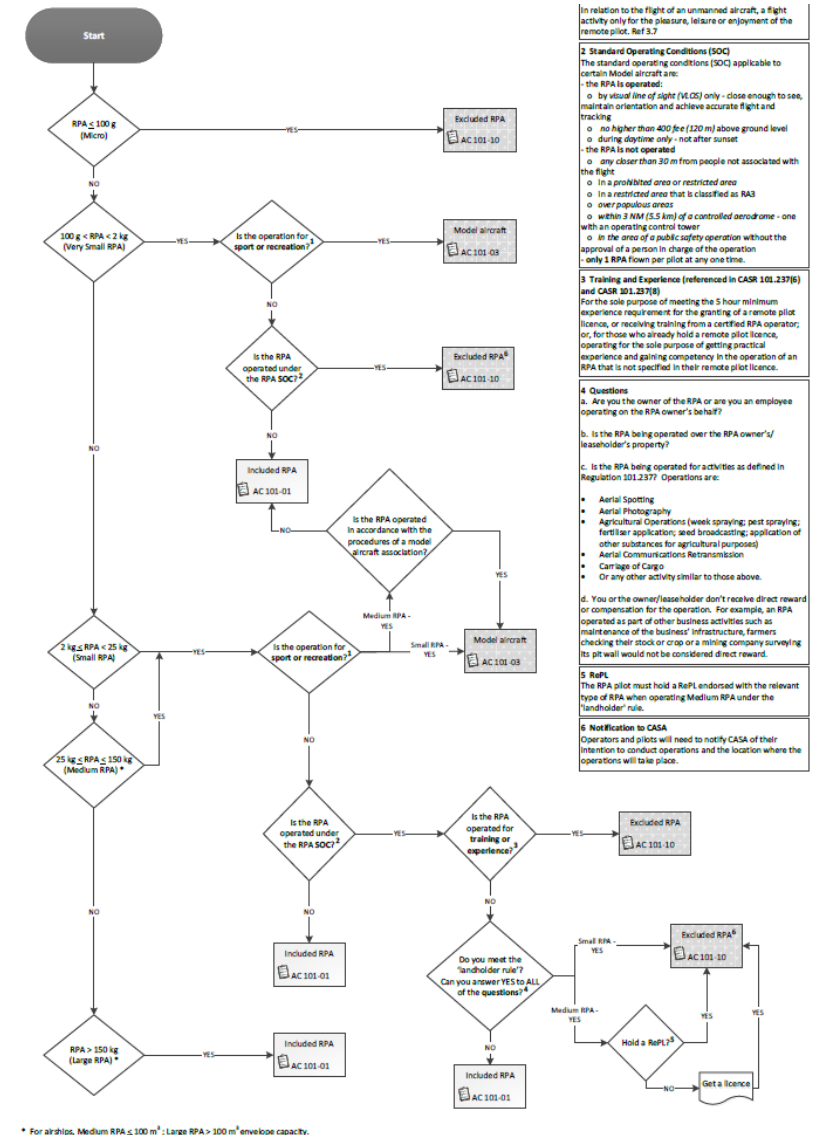 In relation to the flight of an unmanned aircraft, a flight
activity only for the pleasure, leisure or enjoyment of the
remote pilot. Ref 3.7
Start
2 Standard Operating Conditions (SOC)
The standard operating conditions (SOC) applicable to
certain Model aircraft are:
- the RPA is operated:
o by visual line of sight (VLOS) only - close enough to see,
maintain orientation and achieve accurate flight and
tracking
o no higher than 400 fee (120 m) above ground level
o during daytime only - not after sunset
- the RPA is not operated
o any closer than 30 m from people not associated with
the flight
o in a prohibited area or restricted area
o in a restricted area that is classified as RA3
o over populous areas
o within 3 NM (5.5 km) of a controlled aerodrome - one
with an operating control tower
o in the area of a public safety operation without the
approval of a person in charge of the operation
- only 1 RPA flown per pilot at any one time.
3 Training and Experience (referenced in CASR 101.237(6)
and CASR 101.237(8)
For the sole purpose of meeting the 5 hour minimum
experience requirement for the granting of a remote pilot
licence, or receiving training from a certified RPA operator;
or, for those who already hold a remote pilot licence,
operating for the sole purpose of getting practical
experience and gaining competency in the operation of an
RPA that is not specified in their remote pilot licence.
4 Questions
a. Are you the owner of the RPA or are you an employee
operating on the RPA owner's behalf?
b. Is the RPA being operated over the RPA owner's/
leaseholder's property?
c. Is the RPA being operated for activities as defined in
Regulation 101.237? Operations are:
• Aerial Spotting
• Aerial Photography
• Agricultural Operations (week spraying; pest spraying;
fertiliser application; seed broadcasting; application of
other substances for agricultural purposes)
• Aerial Communications Retransmission
• Carriage of Cargo
• Or any other activity similar to those above.
d. You or the owner/leaseholder don't receive direct reward
or compensation for the operation. For example, an RPA
operated as part of other business activities such as
maintenance of the business' infrastructure, farmers
checking their stock or crop or a mining company surveying
its pit wall would not be considered direct reward.
5 RePL
The RPA pilot must hold a RePL endorsed with the relevant
type of RPA when operating Medium RPA under the
'landholder' rule.
6 Notification to CASA
Operators and pilots will need to notify CASA of their
intention to conduct operations and the location where the
operations will take place.
RPA ≤ 100 g
(Micro)
YES
Excluded RPA
AC 101-10
NO
100 g < RPA < 2 kg
(Very Small RPA)
YES
Is the operation for
sport or recreation?1
YES
Model aircraft
AC 101-03
NO
Is the RPA
operated under
the RPA SOC?2
YES
Excluded RPA6
AC 101-10
NO
NO
Included RPA
AC 101-01
NO
Is the RPA operated
in accordance with the
procedures of a model
aircraft association?
YES
2 kg ≤ RPA < 25 kg
(Small RPA)
YES
Is the operation for
sport or recreation?1
Medium RPA -
YES
Small RPA -
YES
Model aircraft
AC 101-03
NO
YES
25 kg ≤ RPA ≤ 150 kg
(Medium RPA) *
NO
Is the RPA
operated under
the RPA SOC?2
YES
Is the RPA
operated for
training or
experience?3
YES
Excluded RPA
AC 101-10
NO
NO
NO
Included RPA
AC 101-01
Do you meet the
'landholder rule'?
Can you answer YES to ALL
of the questions?4
Small RPA -
YES
Excluded RPA6
AC 101-10
Medium RPA -
YES
Hold a RePL?5
YES
YES
NO
Get a licence
NO
Included RPA
AC 101-01
RPA > 150 kg
(Large RPA) *
YES
Included RPA
AC 101-01
* For airships, Medium RPA ≤ 100 m3 ; Large RPA > 100 m3 envelope capacity.